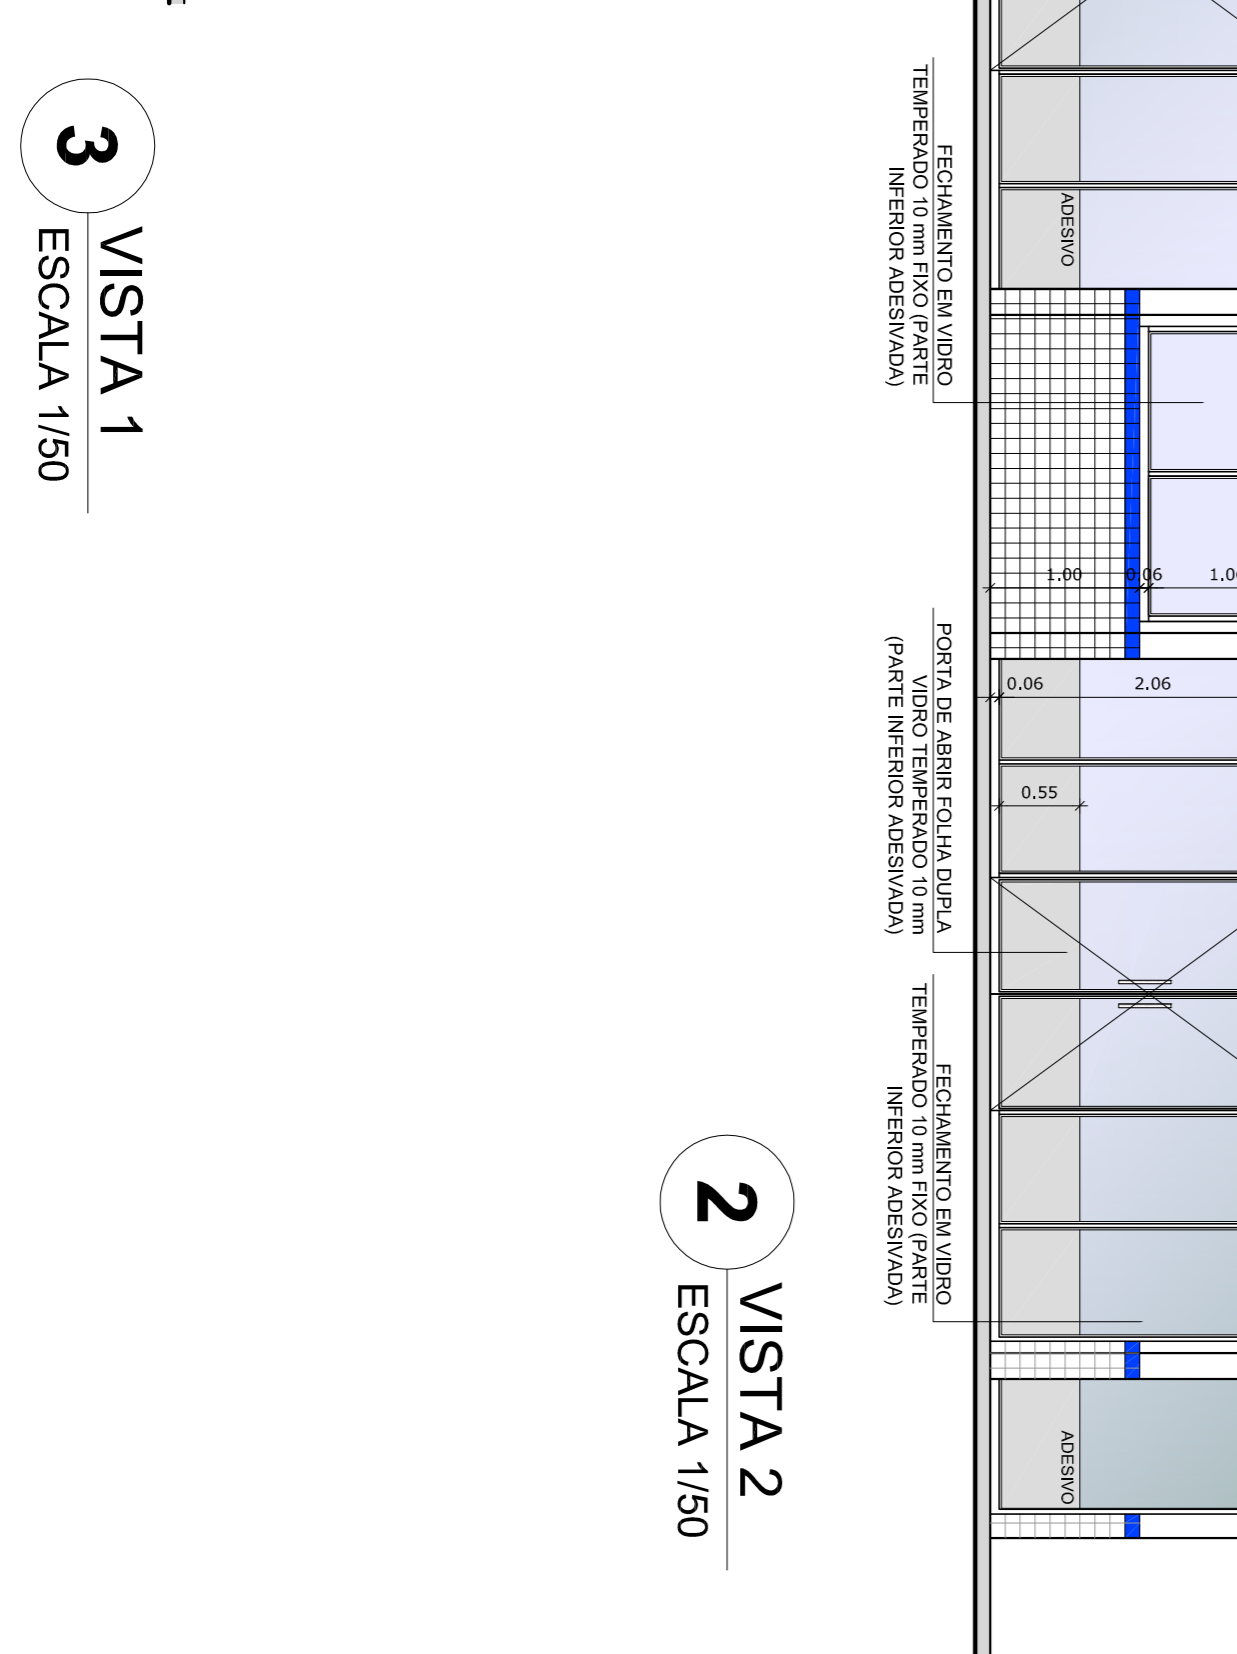 FECHAMENTO EM VIDRO
TEMPERADO 10 mm FIXO (PARTE
INFERIOR ADESIVADA)
ADESIVO
1.00
0.06
PORTA DE ABRIR FOLHA DUPLA
VIDRO TEMPERADO 10 mm
(PARTE INFERIOR ADESIVADA)
0.06
2.06
0.55
FECHAMENTO EM VIDRO
TEMPERADO 10 mm FIXO (PARTE
INFERIOR ADESIVADA)
ADESIVO
2
VISTA 2
ESCALA 1/50
3
VISTA 1
ESCALA 1/50